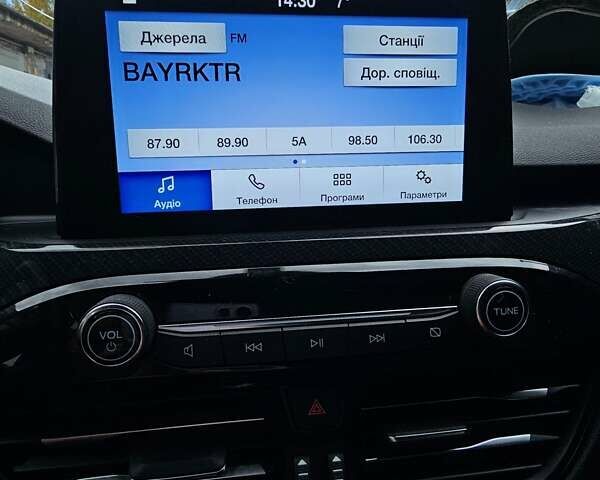 14:30 7°
Джерела FM Станції
BAYRKTR Дор. сповіщ.
87.90 89.90 5A 98.50 106.30
Аудіо Телефон Програми Параметри
VOL TUNE